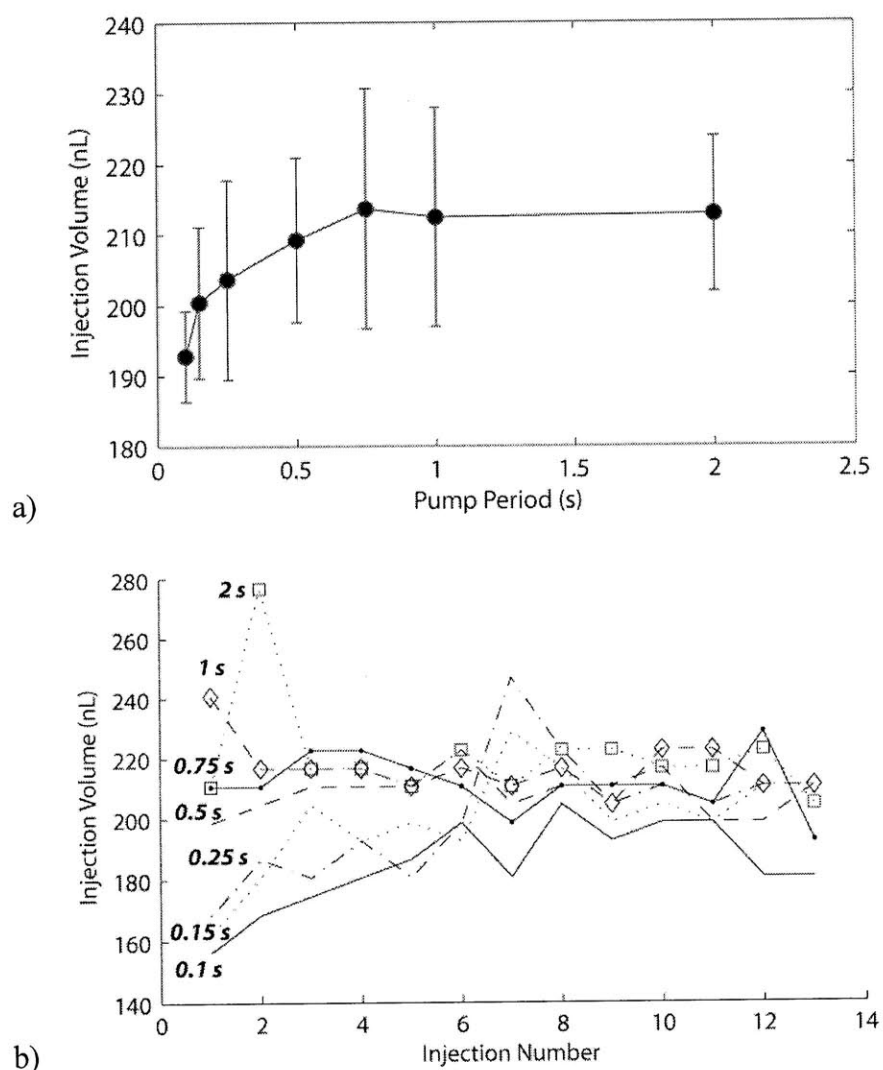 240
230
220
210
200
190
180
Injection Volume (nL)
0 0.5 1 1.5 2 2.5
Pump Period (s)
a)
280
260
240
220
200
180
160
140
Injection Volume (nL)
2 s
1 s
0.75 s
0.5 s
0.25 s
0.15 s
0.1 s
0 2 4 6 8 10 12 14
Injection Number
b)